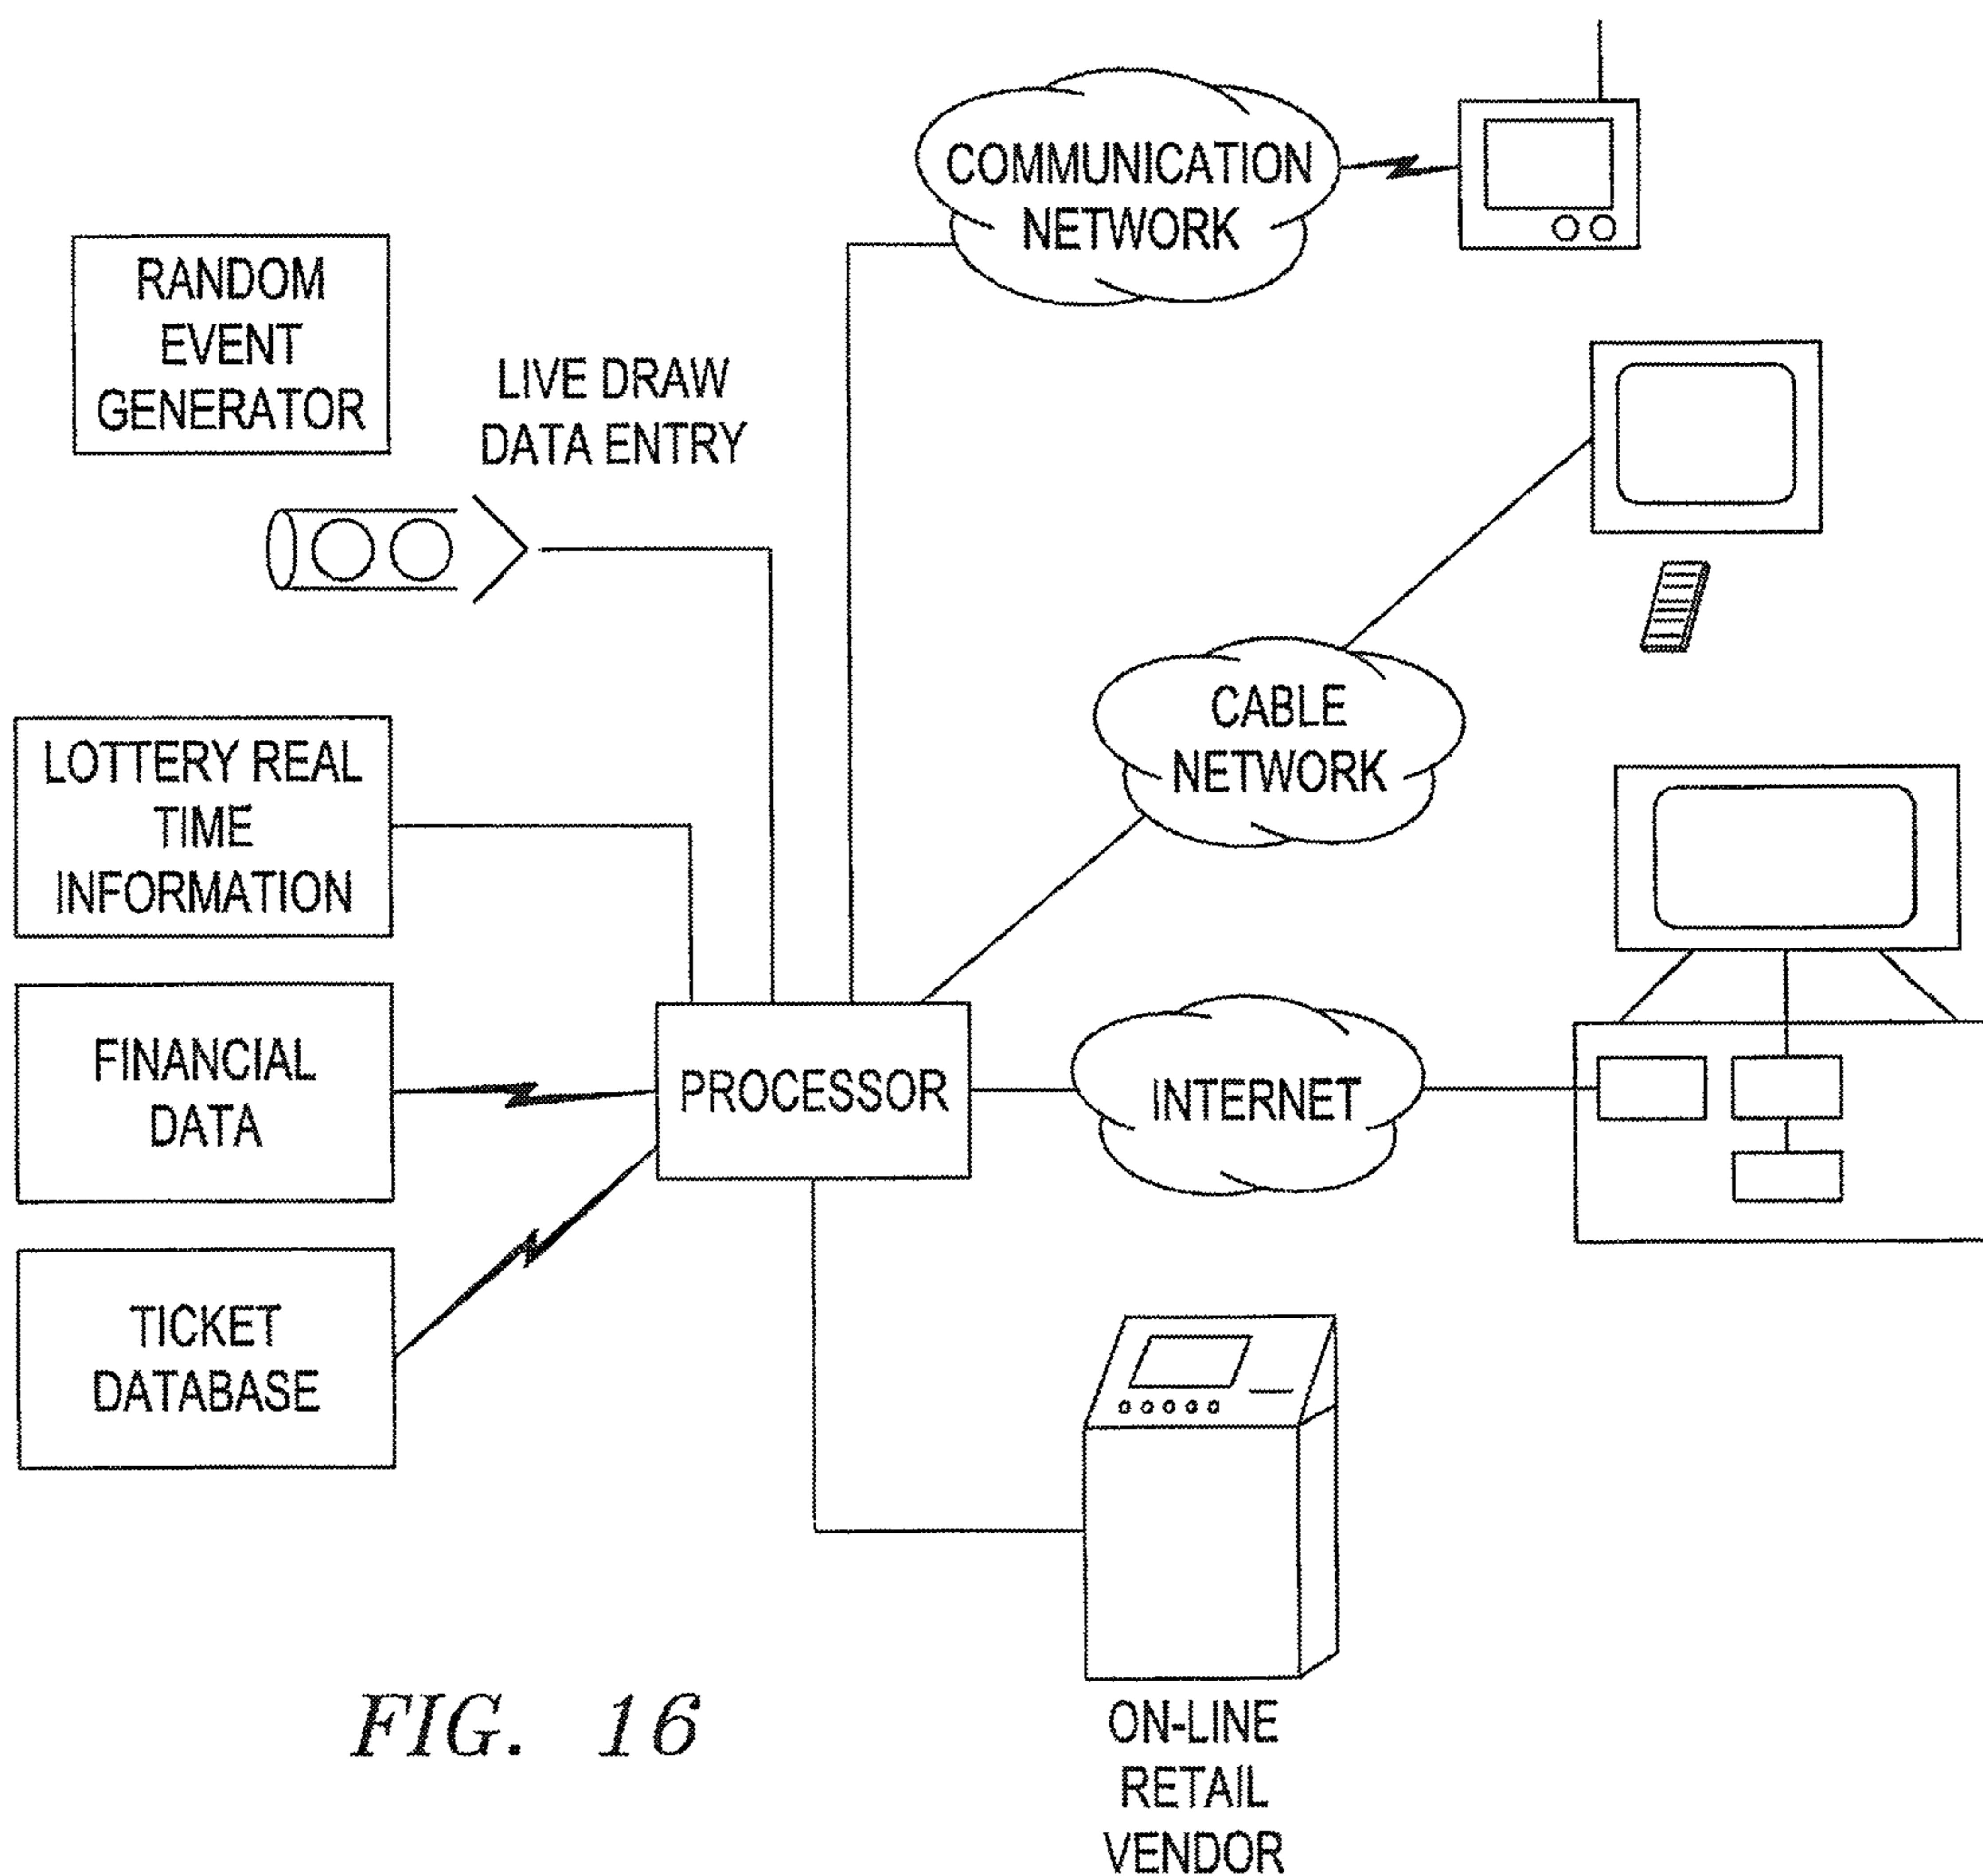 COMMUNICATION
NETWORK
RANDOM
EVENT
GENERATOR
LIVE DRAW
DATA ENTRY
CABLE
NETWORK
LOTTERY REAL
TIME
INFORMATION
FINANCIAL
DATA
PROCESSOR
INTERNET
TICKET
DATABASE
ON-LINE
RETAIL
VENDOR
FIG. 16